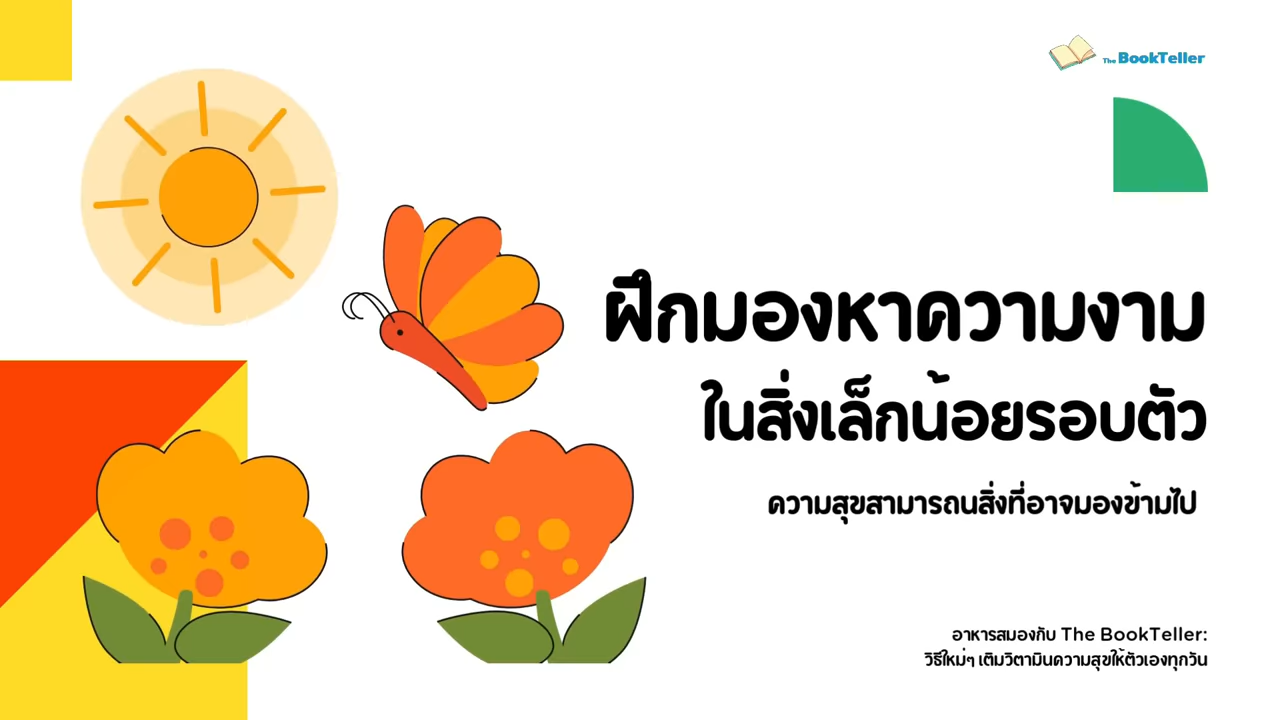 The BookTeller
ฝึกมองหาความงาม
ในสิ่งเล็กน้อยรอบตัว
ความสุขสามารถนสิ่งที่อาจมองข้ามไป
อาหารสมองกับ The BookTeller:
วิธีใหม่ๆ เติมวิตามินความสุขให้ตัวเองทุกวัน